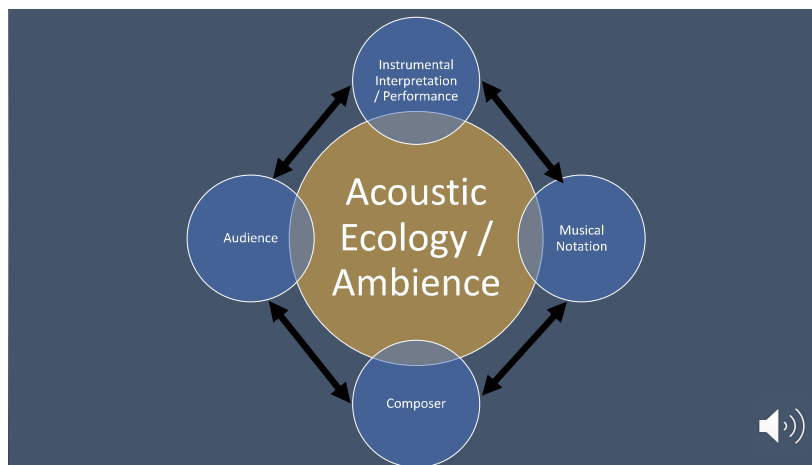 Instrumental
Interpretation
/ Performance
Acoustic
Ecology /
Ambience
Audience
Musical
Notation
Composer